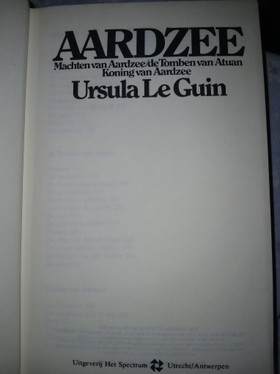 AARDZEE
Machten van Aardzee/de Tomben van Atuan
Koning van Aardzee
Ursula Le Guin
Uitgeverij Het Spectrum Utrecht/Antwerpen